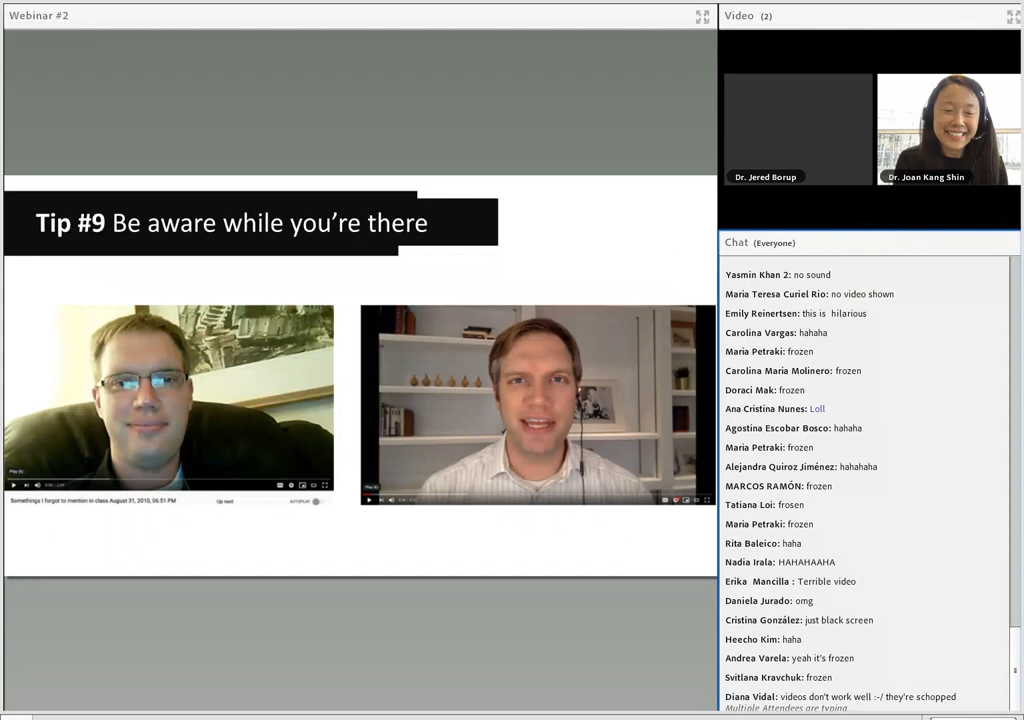 Webinar #2
Tip #9 Be aware while you're there
Play (k)
Somethings I forgot to mention in class August 31, 2010, 06:51 PM
Up next
AUTOPLAY
Play (k)
Video (2)
Dr. Jered Borup
Dr. Joan Kang Shin
Chat (Everyone)
Yasmin Khan 2: no sound
Maria Teresa Curiel Rio: no video shown
Emily Reinertsen: this is hilarious
Carolina Vargas: hahaha
Maria Petraki: frozen
Carolina Maria Molinero: frozen
Doraci Mak: frozen
Ana Cristina Nunes: Loll
Agostina Escobar Bosco: hahaha
Maria Petraki: frozen
Alejandra Quiroz Jiménez: hahahaha
MARCOS RAMÓN: frozen
Tatiana Loi: frosen
Maria Petraki: frozen
Rita Baleico: haha
Nadia Irala: HAHAHAAHA
Erika Mancilla : Terrible video
Daniela Jurado: omg
Cristina González: just black screen
Heecho Kim: haha
Andrea Varela: yeah it's frozen
Svitlana Kravchuk: frozen
Diana Vidal: videos don't work well :-/ they're schopped
Multiple Attendees are typing